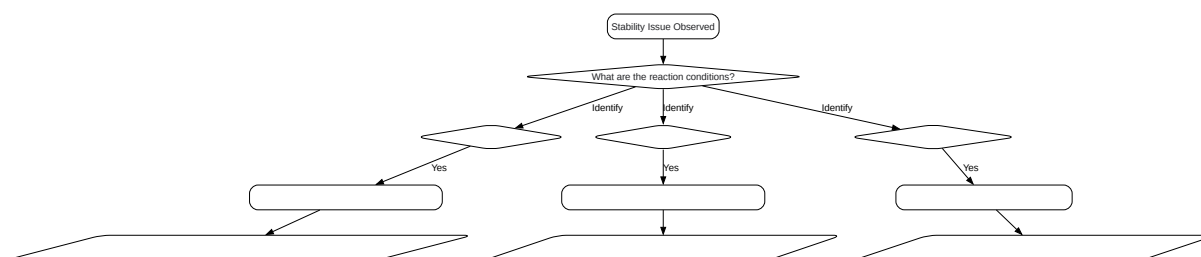 Stability Issue Observed
What are the reaction conditions?
Identify
Identify
Identify
Yes
Yes
Yes